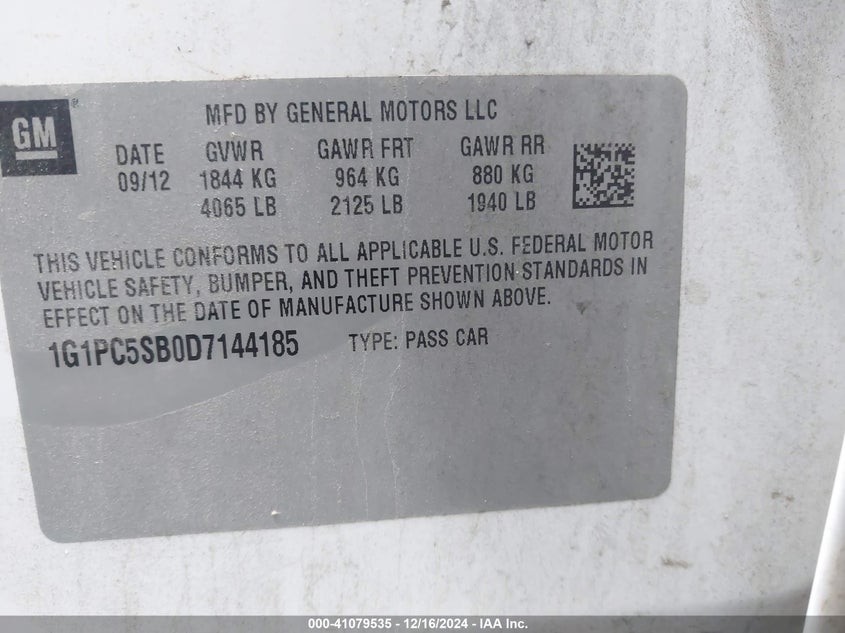 GM
MFD BY GENERAL MOTORS LLC
DATE GVWR GAWR FRT GAWR RR
09/12 1844 KG 964 KG 880 KG
4065 LB 2125 LB 1940 LB
THIS VEHICLE CONFORMS TO ALL APPLICABLE U.S. FEDERAL MOTOR
VEHICLE SAFETY, BUMPER, AND THEFT PREVENTION STANDARDS IN
EFFECT ON THE DATE OF MANUFACTURE SHOWN ABOVE.
1G1PC5SB0D7144185 TYPE: PASS CAR
000-41079535 - 12/16/2024 - IAA Inc.